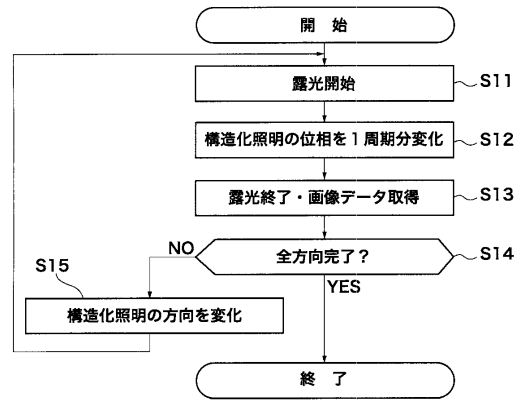 開 始
露光開始
S11
構造化照明の位相を1周期分変化
S12
露光終了・画像データ取得
S13
NO
全方向完了?
S14
S15
YES
構造化照明の方向を変化
終 了